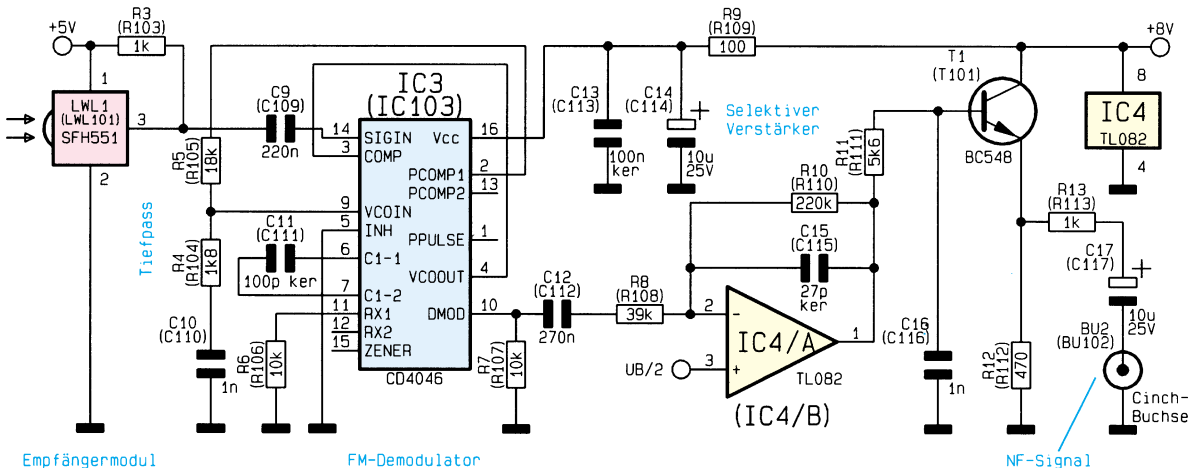 +5V
R3
(R103)
1k
1
LWL1
(LWL101)
SFH551
3
2
R5
(R105)
18k
Tiefpass
R4
(R104)
1k8
C10
(C110)
1n
C9
(C109)
220n
C11
(C111)
100p ker
R6
(R106)
10k
IC3
(IC103)
14 SIGIN
3 COMP
9 VCOIN
5 INH
6 C1-1
7 C1-2
11 RX1
12 RX2
15 ZENER
Vcc 16
PCOMP1 2
PCOMP2 13
PPULSE 1
VCOOUT 4
DMOD 10
CD4046
R7
(R107)
10k
C12
(C112)
270n
R8
(R108)
39k
C13
(C113)
100n
ker
C14
(C114)
+
10u
25V
R9
(R109)
100
Selektiver
Verstärker
R10
(R110)
220k
C15
(C115)
27p
ker
R11
(R111)
5k6
2
-
IC4/A
1
UB/2
3
+
TL082
(IC4/B)
C16
(C116)
1n
T1
(T101)
BC548
+8V
8
IC4
TL082
4
R13
(R113)
1k
C17
(C117)
+
10u
25V
R12
(R112)
470
BU2
(BU102)
Cinch-
Buchse
Empfängermodul
FM-Demodulator
NF-Signal